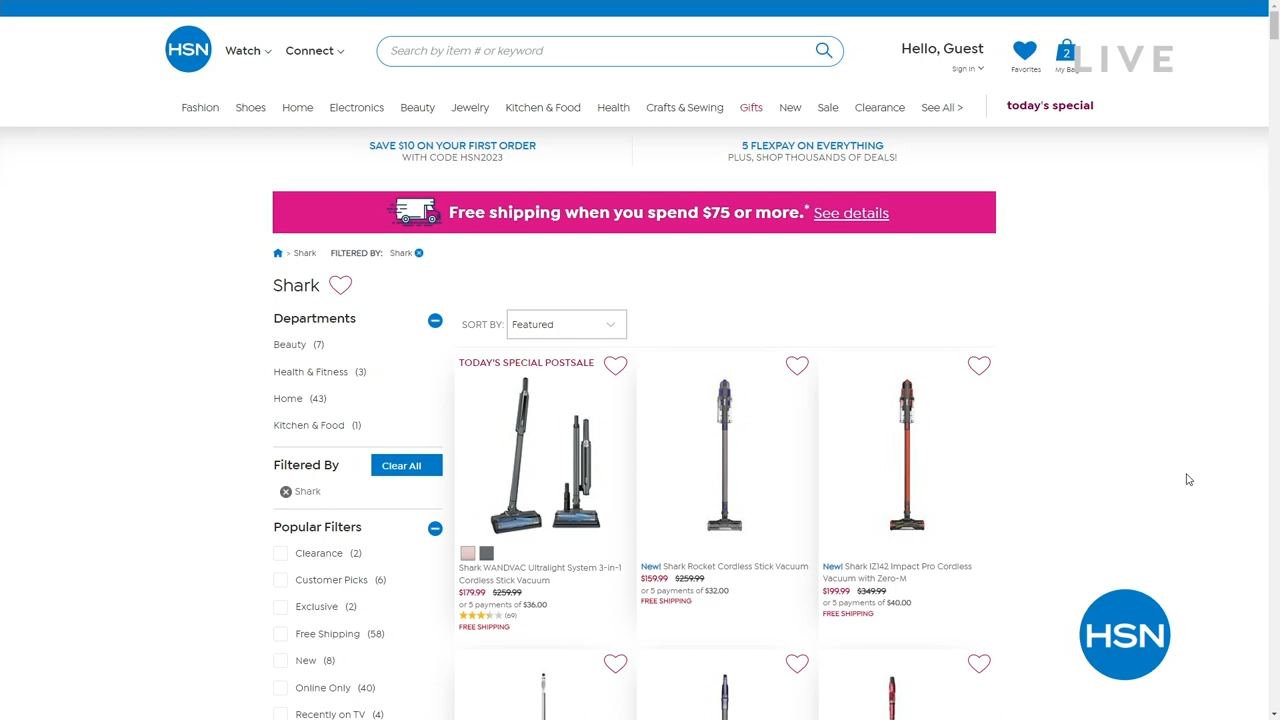 HSN
Watch
Connect
Search by item # or keyword
Hello, Guest
Sign In
Favorites
2
My Bag
LIVE
Fashion
Shoes
Home
Electronics
Beauty
Jewelry
Kitchen & Food
Health
Crafts & Sewing
Gifts
New
Sale
Clearance
See All >
today's special
SAVE $10 ON YOUR FIRST ORDER
WITH CODE HSN2023
5 FLEXPAY ON EVERYTHING
PLUS, SHOP THOUSANDS OF DEALS!
Free shipping when you spend $75 or more.* See details
> Shark
FILTERED BY: Shark
Shark
Departments
Beauty (7)
Health & Fitness (3)
Home (43)
Kitchen & Food (1)
Filtered By
Clear All
Shark
Popular Filters
Clearance (2)
Customer Picks (6)
Exclusive (2)
Free Shipping (58)
New (8)
Online Only (40)
Recently on TV (4)
SORT BY: Featured
TODAY'S SPECIAL POSTSALE
Shark WANDVAC Ultralight System 3-in-1
Cordless Stick Vacuum
$179.99 $259.99
or 5 payments of $36.00
(69)
FREE SHIPPING
New! Shark Rocket Cordless Stick Vacuum
$159.99 $259.99
or 5 payments of $32.00
FREE SHIPPING
New! Shark IZ142 Impact Pro Cordless
Vacuum with Zero-M
$199.99 $349.99
or 5 payments of $40.00
FREE SHIPPING
HSN